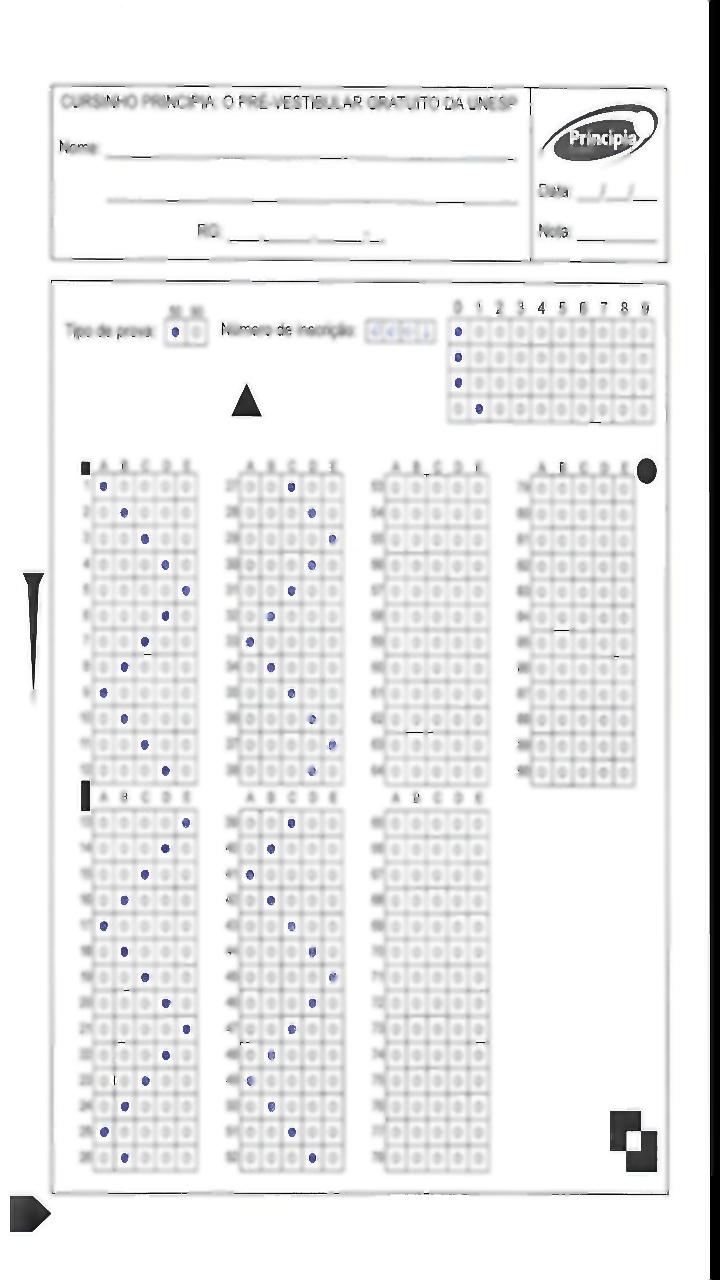 CURSINHO PRINCIPIA: O PRÉ-VESTIBULAR GRATUITO DA UNESP
Principia
Nome:
Data: __/__/__
RG: ___.____.____-__
Nota:
0 1 2 3 4 5 6 7 8 9
Tipo de prova: Número de inscrição:
A B C D E A B C D E A B C D E A B C D E
1 27 53 79
2 28 54 80
3 29 55 81
4 30 56 82
5 31 57 83
6 32 58 84
7 33 59 85
8 34 60 86
9 35 61 87
10 36 62 88
11 37 63 89
12 38 64 90
A B C D E A B C D E A B C D E
13 39 65
14 40 66
15 41 67
16 42 68
17 43 69
18 44 70
19 45 71
20 46 72
21 47 73
22 48 74
23 49 75
24 50 76
25 51 77
26 52 78